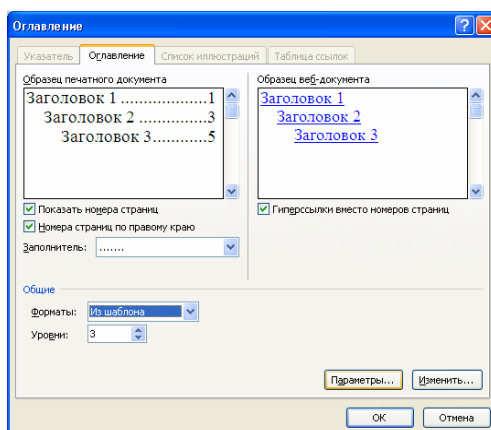 Оглавление
Указатель Оглавление Список иллюстраций Таблица ссылок
Образец печатного документа
Заголовок 1 ...................1
Заголовок 2 .............3
Заголовок 3...........5
Показать номера страниц
Номера страниц по правому краю
Заполнитель: .......
Образец веб-документа
Заголовок 1
Заголовок 2
Заголовок 3
Гиперссылки вместо номеров страниц
Общие
Форматы: Из шаблона
Уровни: 3
Параметры... Изменить...
ОК Отмена